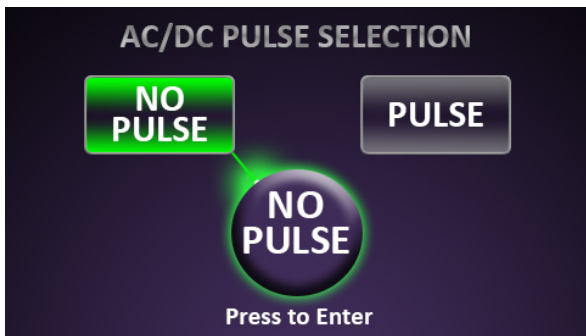 AC/DC PULSE SELECTION
NO
PULSE
PULSE
NO
PULSE
Press to Enter